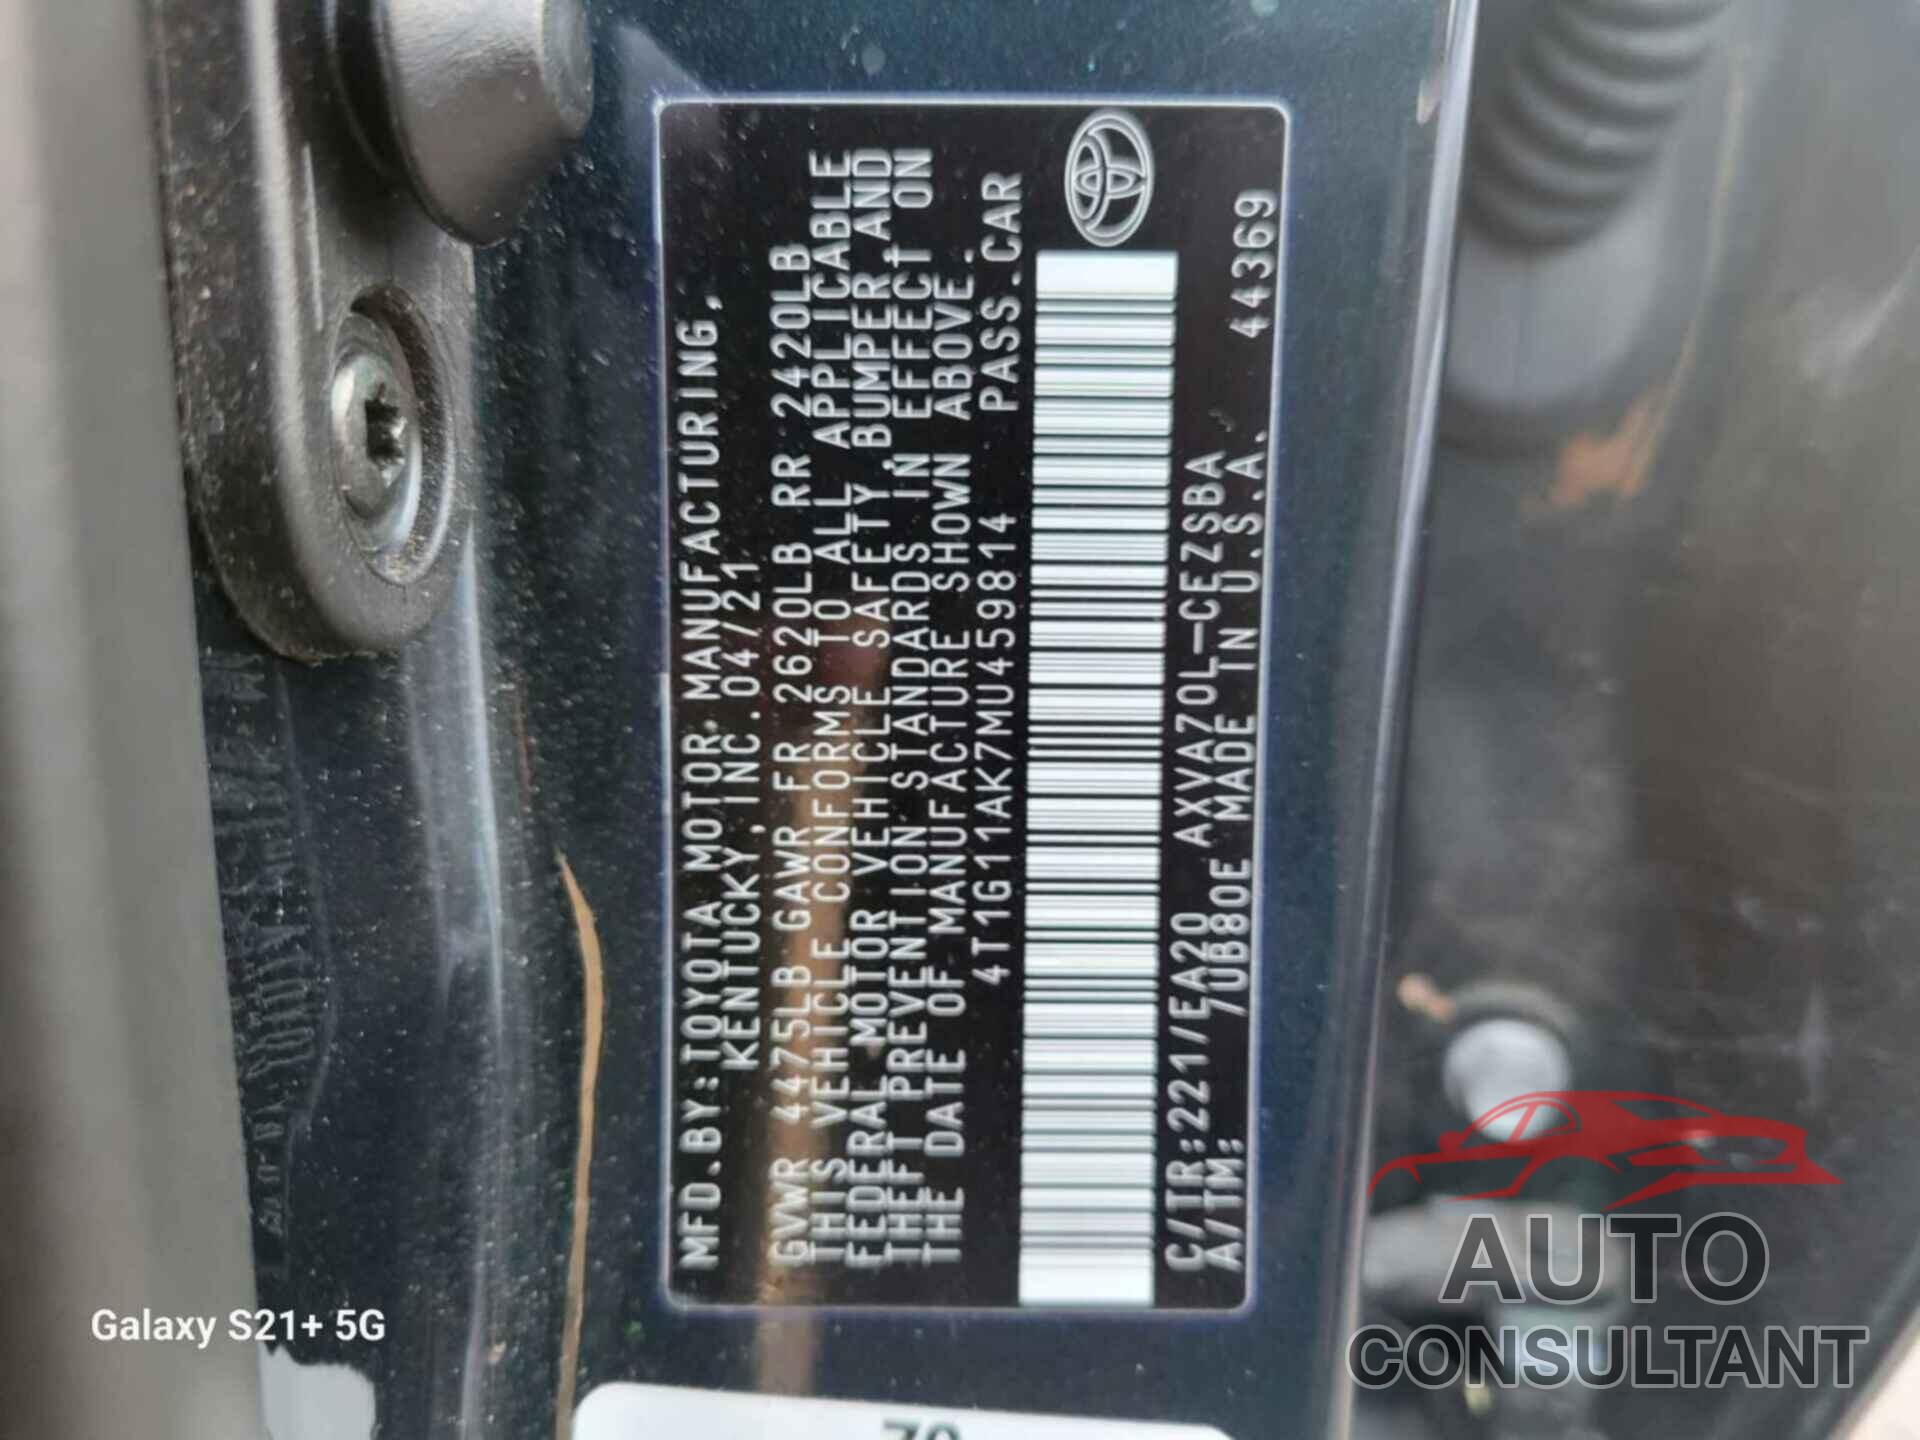 MFD.BY:TOYOTA MOTOR MANUFACTURING,
KENTUCKY, INC. 04/21
GVWR 4475LB GAWR FR 2620LB RR 2420LB
THIS VEHICLE CONFORMS TO ALL APPLICABLE
FEDERAL MOTOR VEHICLE SAFETY, BUMPER AND
THEFT PREVENTION STANDARDS IN EFFECT ON
THE DATE OF MANUFACTURE SHOWN ABOVE.
4T1G11AK7MU459814 PASS.CAR
C/TR:221/EA20 AXVA70L-CEZSBA
A/TM: 7UB80E MADE IN U.S.A. 44369
Galaxy S21+ 5G
AUTO
CONSULTANT